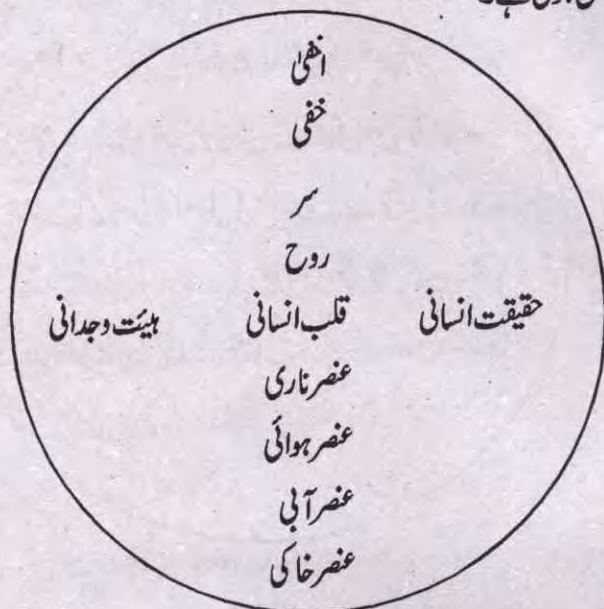 اخفیٰ
خفی
سر
روح
حقیقت انسانی قلب انسانی ہیئت وجدانی
عنصر ناری
عنصر ہوائی
عنصر آبی
عنصر خاکی